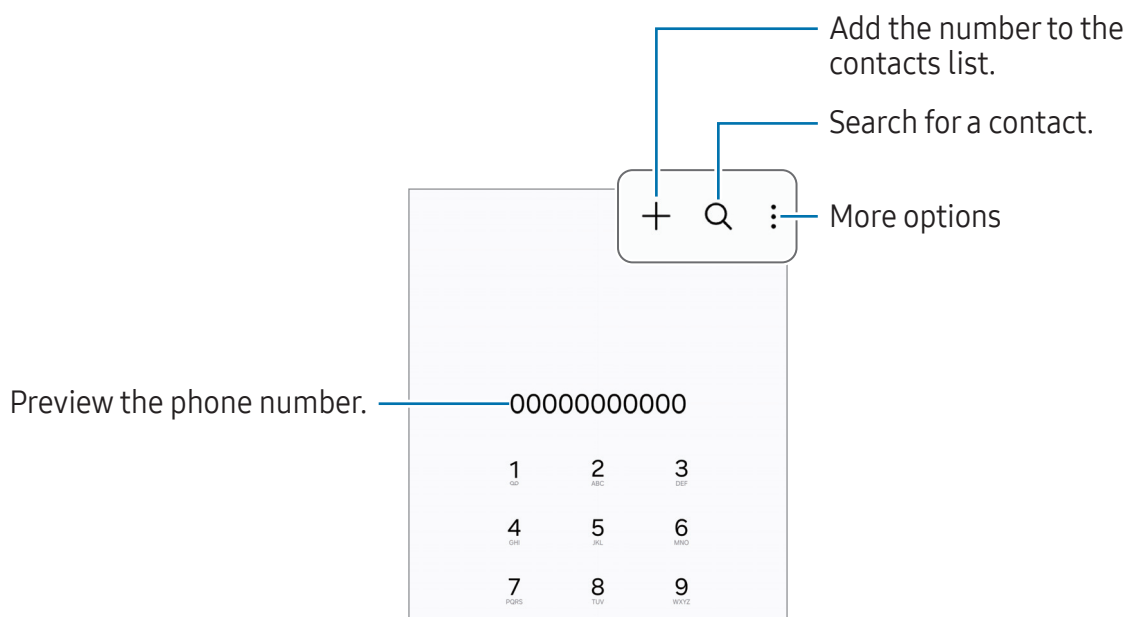 Add the number to the
contacts list.
Search for a contact.
More options
Preview the phone number.
00000000000
1 2 3
ABC DEF
4 5 6
GHI JKL MNO
7 8 9
PQRS TUV WXYZ